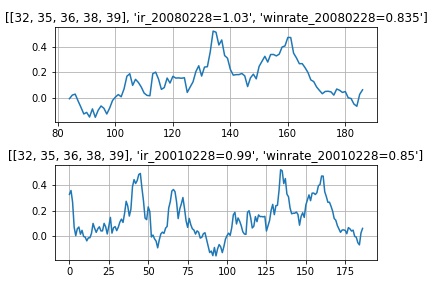 [[32, 35, 36, 38, 39], 'ir_20080228=1.03', 'winrate_20080228=0.835']
0.4
0.2
0.0
80 100 120 140 160 180
[[32, 35, 36, 38, 39], 'ir_20010228=0.99', 'winrate_20010228=0.85']
0.4
0.2
0.0
0 25 50 75 100 125 150 175